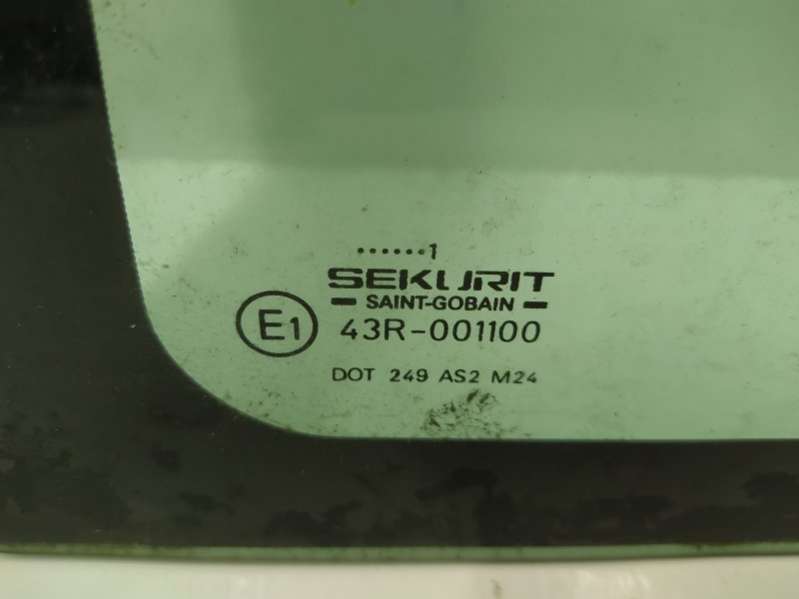 ······1
SEKURIT
SAINT-GOBAIN
E1 43R-001100
DOT 249 AS2 M24